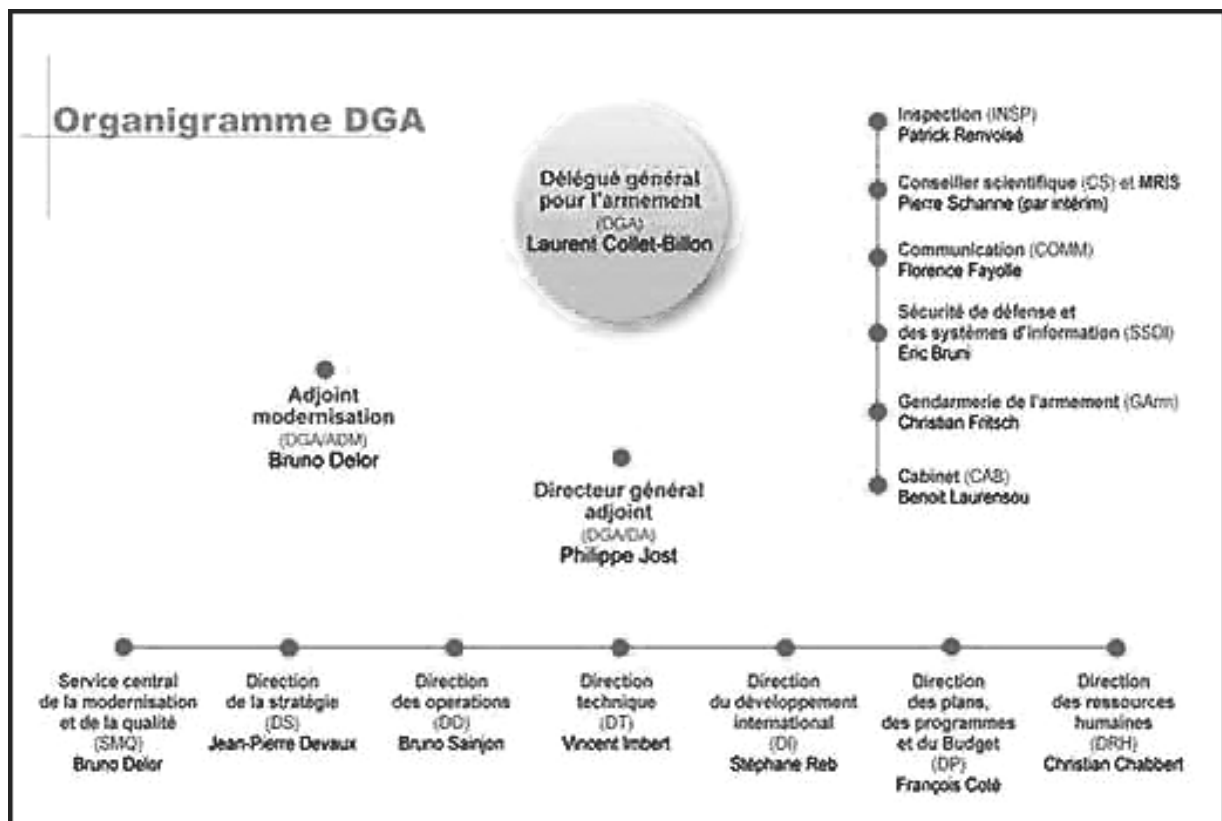 Organigramme DGA
Délégué général
pour l'armement
(DGA)
Laurent Collet-Billon
Inspection (INSP)
Patrick Renvoisé
Conseiller scientifique (CS) et MRIS
Pierre Schanne (par intérim)
Communication (COMM)
Florence Fayolle
Sécurité de défense et
des systèmes d'information (SSDI)
Eric Bruni
Gendarmerie de l'armement (GArm)
Christian Fritsch
Cabinet (CAB)
Benoit Laurensou
Adjoint
modernisation
(DGA/ADM)
Bruno Delor
Directeur général
adjoint
(DGA/DA)
Philippe Jost
Service central
de la modernisation
et de la qualité
(SMQ)
Bruno Delor
Direction
de la stratégie
(DS)
Jean-Pierre Devaux
Direction
des operations
(DO)
Bruno Sainjon
Direction
technique
(DT)
Vincent Imbert
Direction
du développement
international
(DI)
Stéphane Reb
Direction
des plans,
des programmes
et du Budget
(DP)
François Coté
Direction
des ressources
humaines
(DRH)
Christian Chabbert